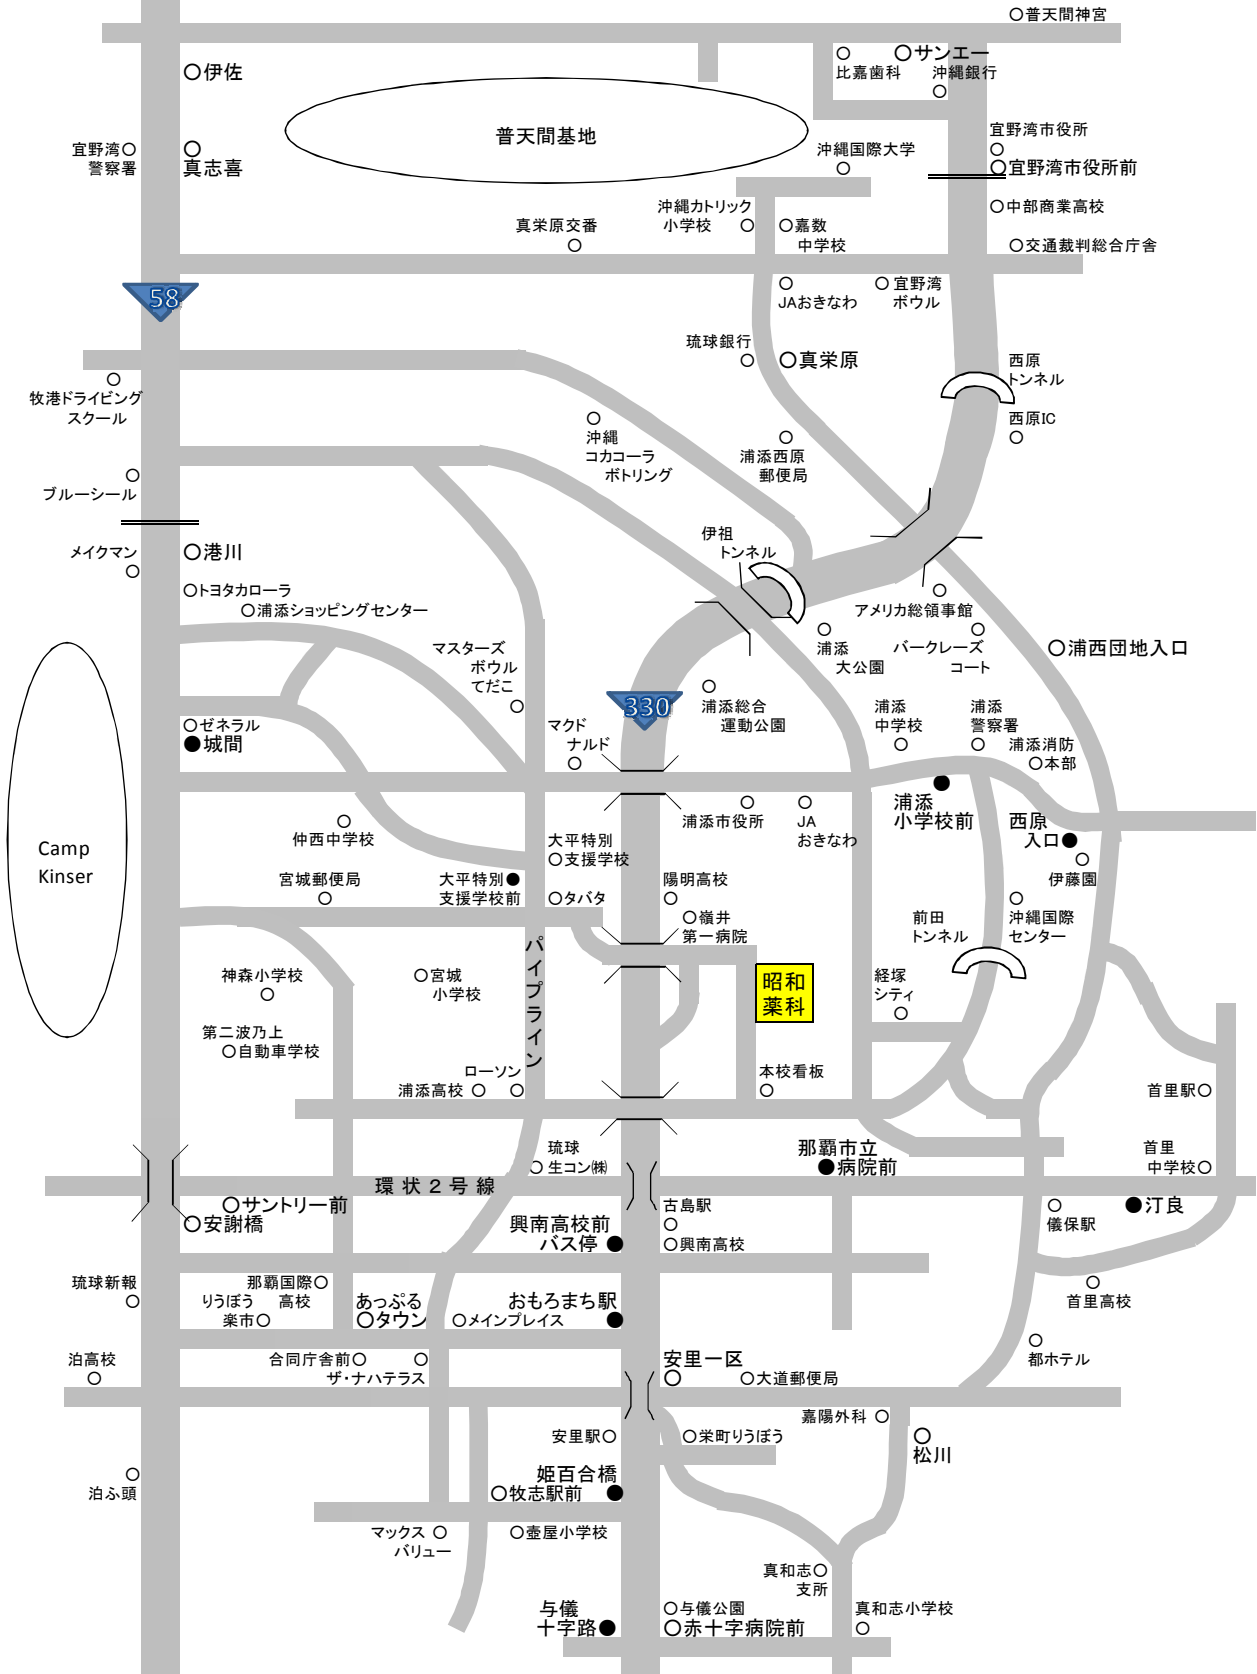 ○普天間神宮
○伊佐
○サンエー
比嘉歯科
沖縄銀行
普天間基地
宜野湾○
警察署
○
真志喜
宜野湾市役所
○宜野湾市役所前
沖縄国際大学
沖縄カトリック
小学校
○嘉数
中学校
○中部商業高校
真栄原交番
○交通裁判総合庁舎
58
JAおきなわ
○宜野湾
ボウル
琉球銀行
○真栄原
西原
トンネル
牧港ドライビング
スクール
沖縄
コカコーラ
ボトリング
浦添西原
郵便局
西原IC
ブルーシール
メイクマン
○港川
伊祖
トンネル
○トヨタカローラ
○浦添ショッピングセンター
アメリカ総領事館
マスターズ
ボウル
てだこ
浦添
大公園
バークレーズ
コート
○浦西団地入口
330
浦添総合
運動公園
浦添
中学校
浦添
警察署
○ゼネラル
●城間
マクド
ナルド
浦添消防
○本部
浦添
小学校前
西原
入口●
仲西中学校
浦添市役所
JA
おきなわ
Camp
Kinser
大平特別
○支援学校
伊藤園
宮城郵便局
大平特別●
支援学校前
○タバタ
陽明高校
○嶺井
第一病院
前田
トンネル
沖縄国際
センター
パイプライン
神森小学校
○宮城
小学校
昭和
薬科
経塚
シティ
第二波乃上
○自動車学校
ローソン
浦添高校
本校看板
首里駅○
琉球
○生コン㈱
那覇市立
●病院前
首里
中学校○
環状2号線
○サントリー前
○安謝橋
古島駅
儀保駅
●汀良
興南高校前
バス停●
○興南高校
琉球新報
那覇国際○
高校
りうぼう
楽市○
あっぷる
○タウン
○メインプレイス
おもろまち駅
首里高校
泊高校
合同庁舎前○
ザ・ナハテラス
安里一区
○大道郵便局
都ホテル
嘉陽外科○
安里駅○
○栄町りうぼう
松川
泊ふ頭
姫百合橋
○牧志駅前
マックス○
バリュー
○壺屋小学校
真和志○
支所
与儀
十字路●
○与儀公園
○赤十字病院前
真和志小学校